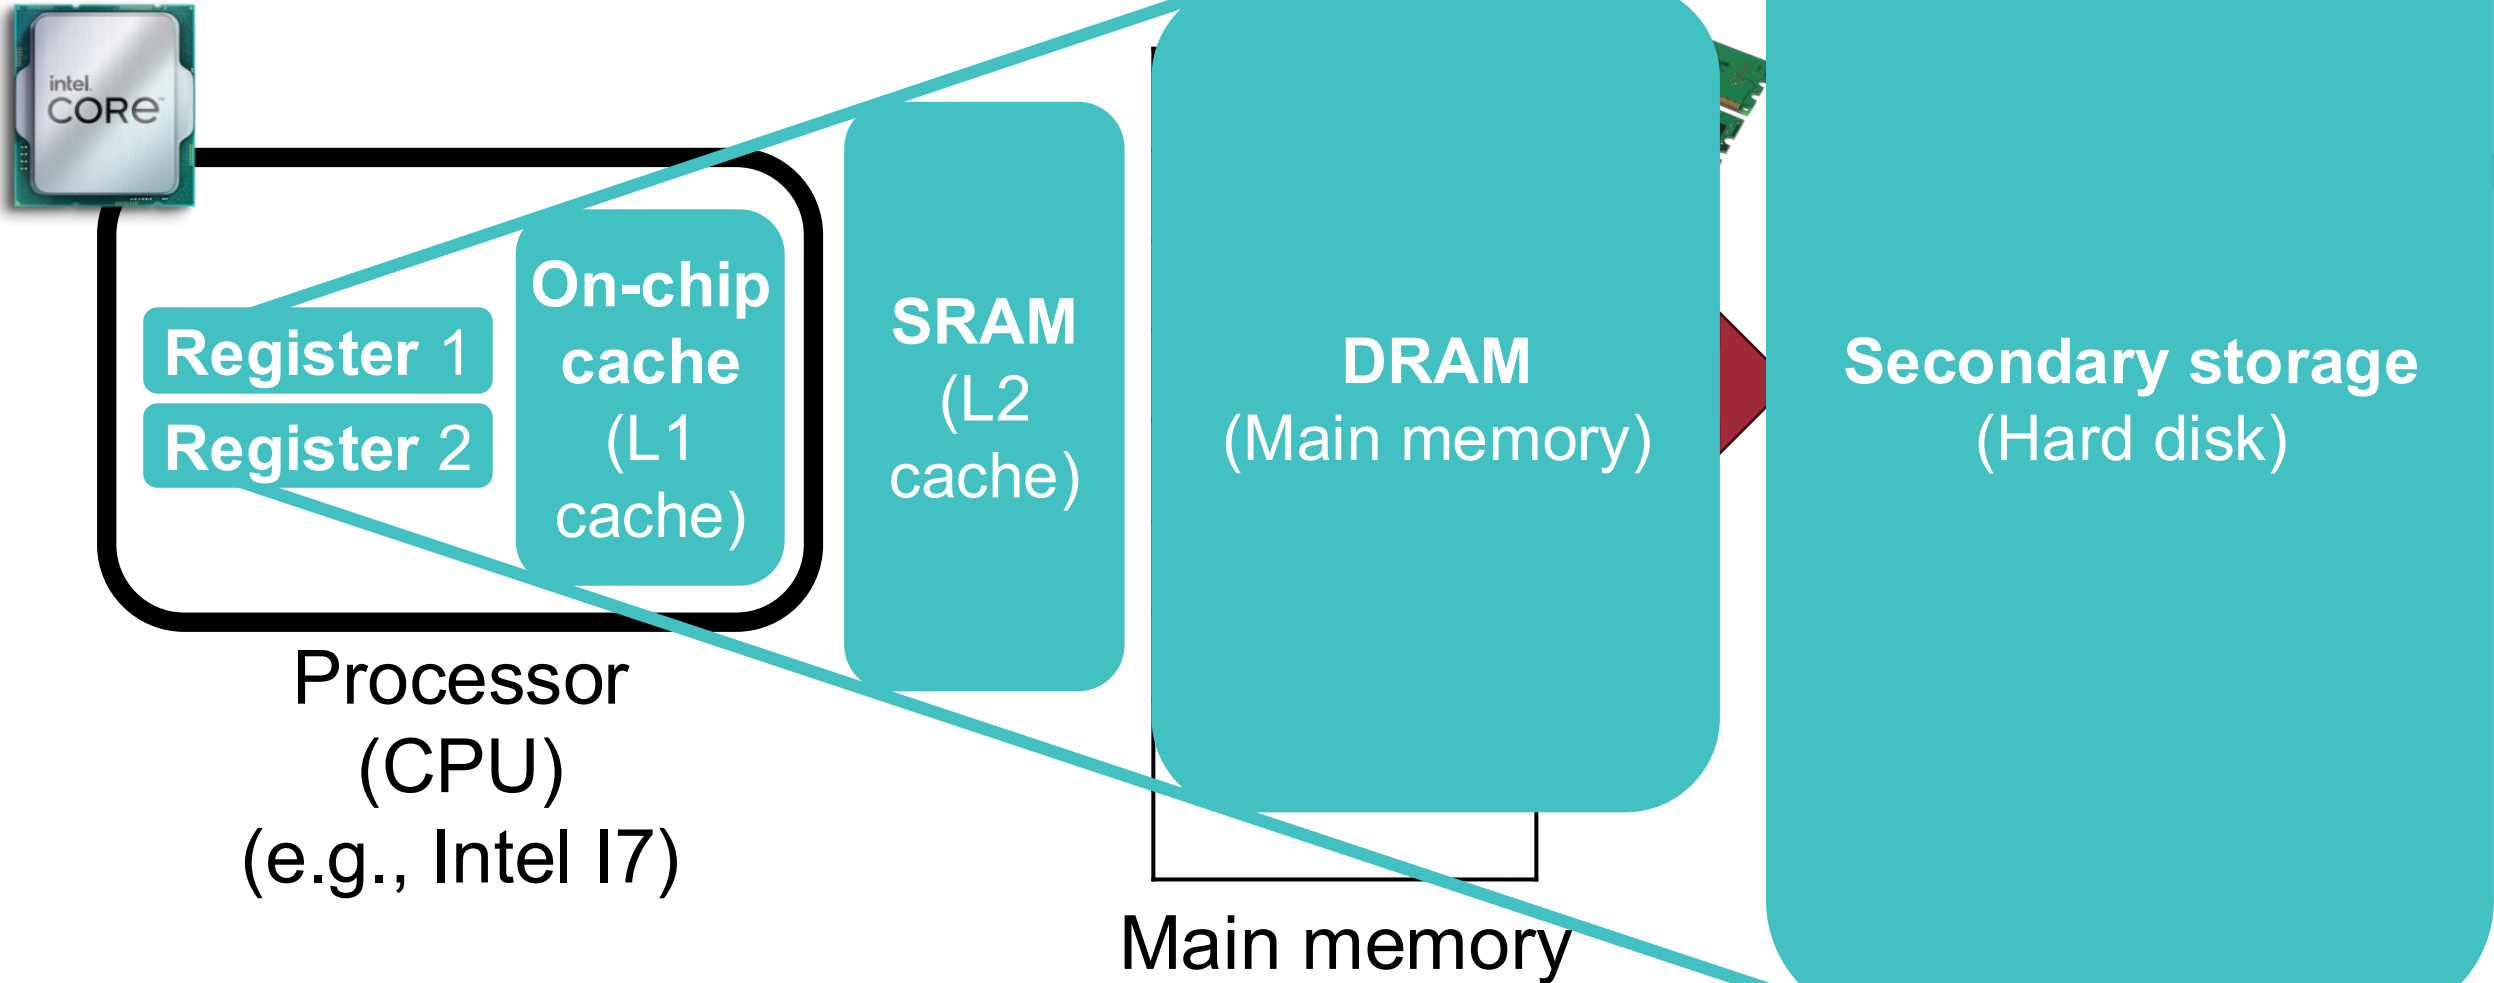 intel.
CORe™
Register 1
Register 2
On-chip
cache
(L1
cache)
SRAM
(L2
cache)
DRAM
(Main memory)
Secondary storage
(Hard disk)
Processor
(CPU)
(e.g., Intel I7)
Main memory